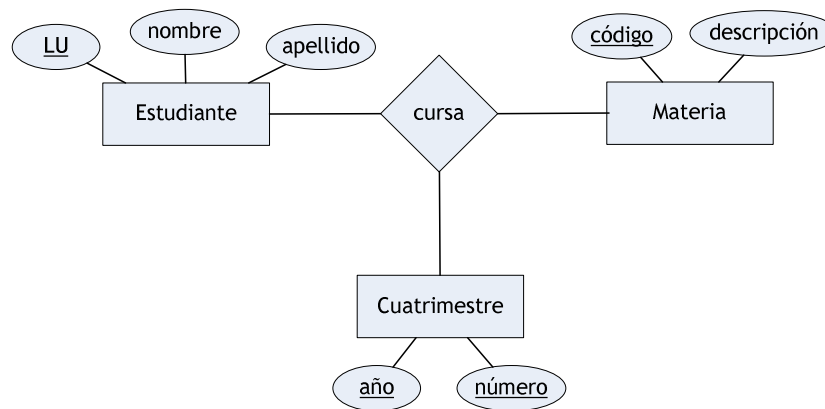 LU
nombre
apellido
código
descripción
Estudiante
cursa
Materia
Cuatrimestre
año
número